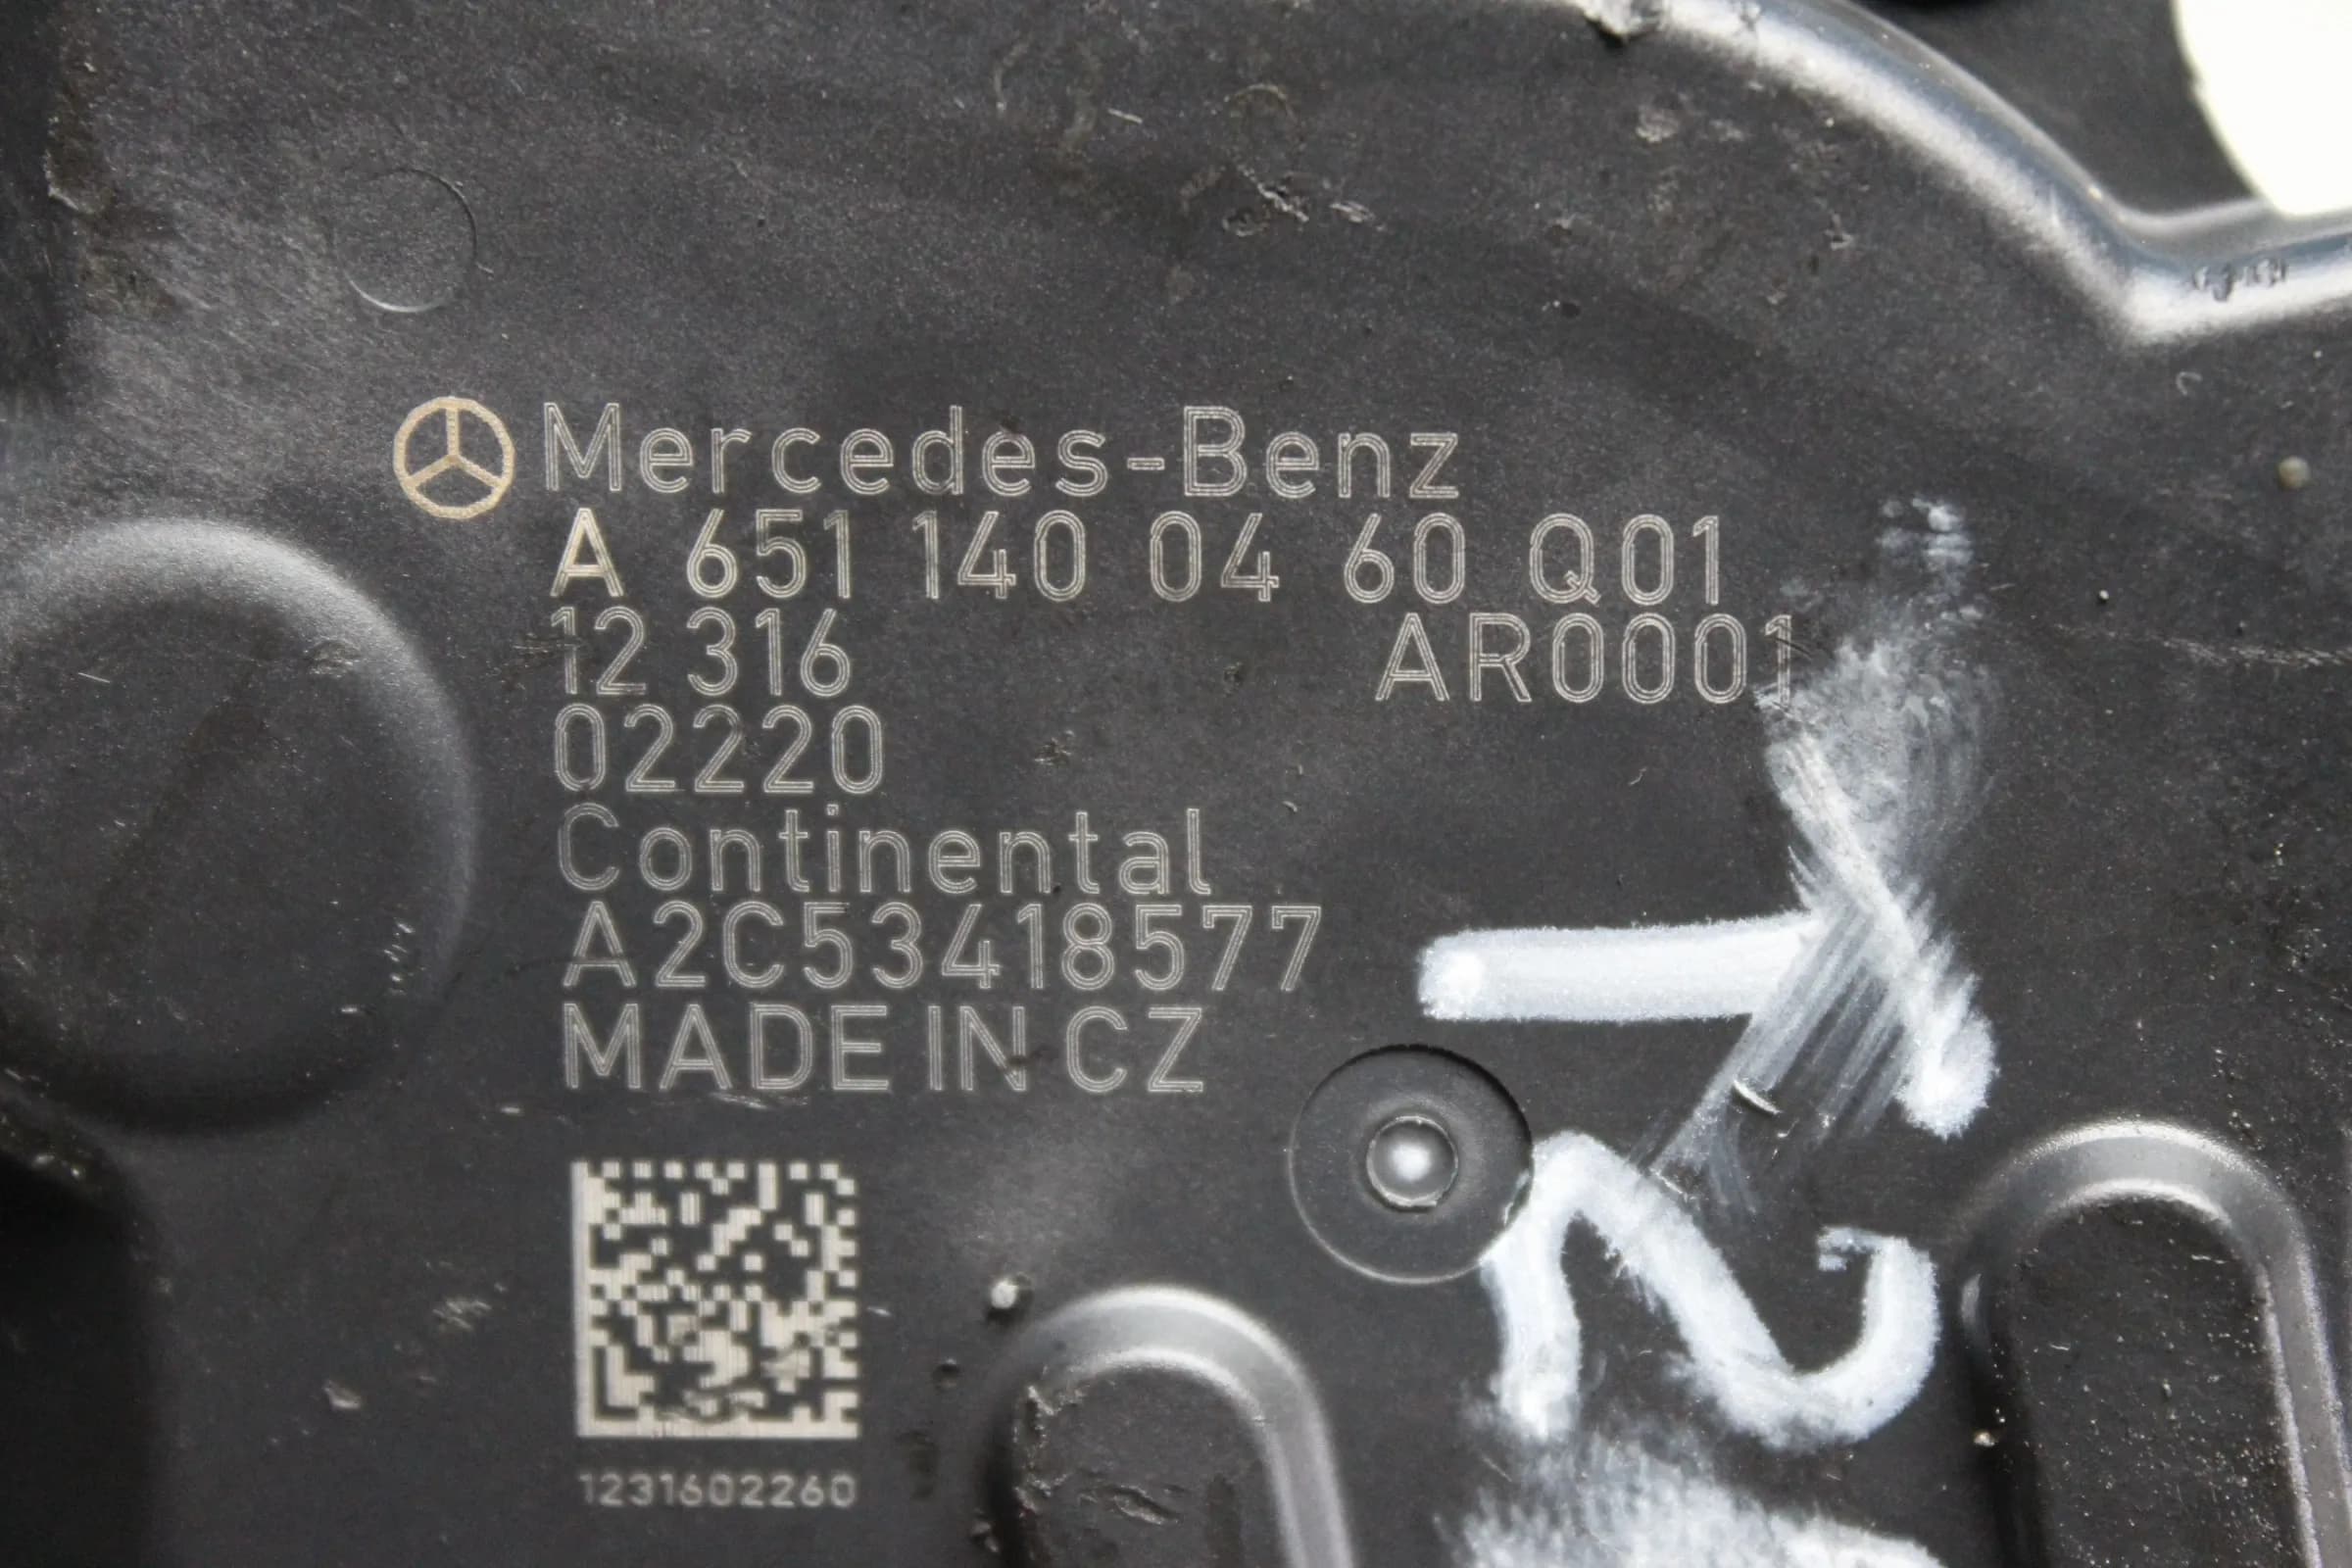 Mercedes-Benz
A 651 140 04 60 Q01
12 316 AR0001
02220
Continental
A2C53418577
MADE IN CZ
1231602260